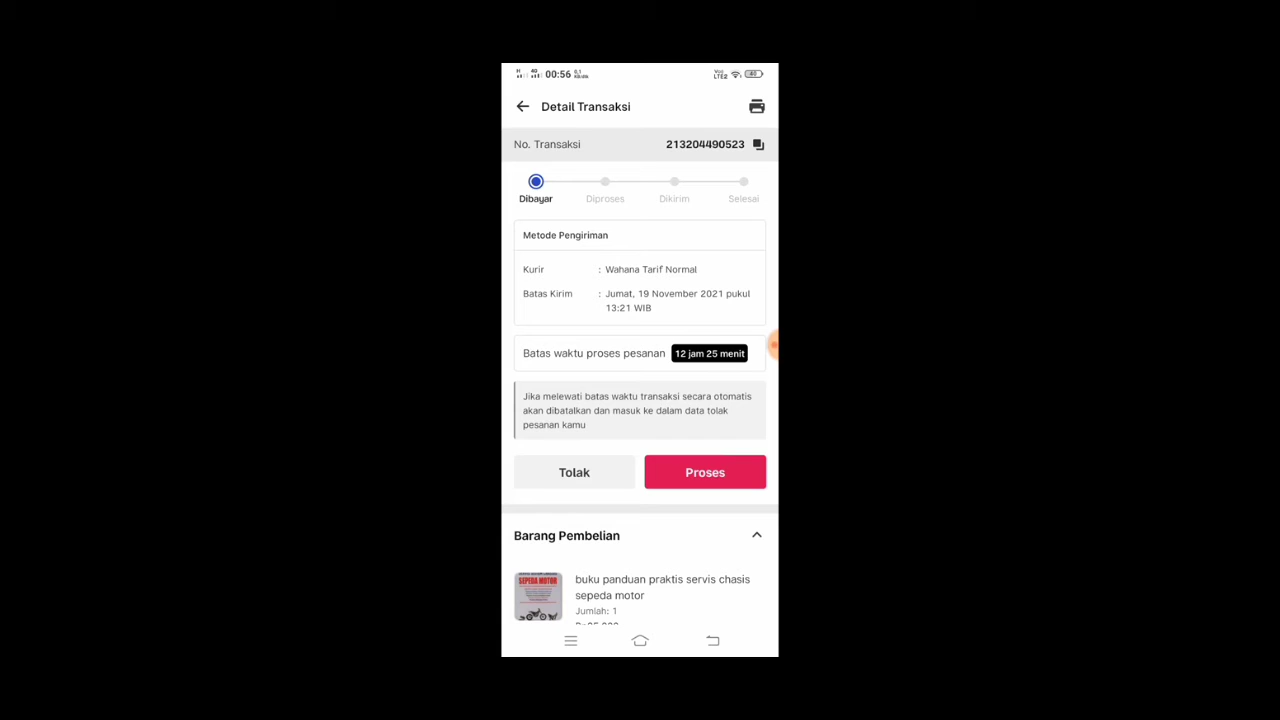 00:56
Detail Transaksi
No. Transaksi 213204490523
Dibayar Diproses Dikirim Selesai
Metode Pengiriman
Kurir : Wahana Tarif Normal
Batas Kirim : Jumat, 19 November 2021 pukul
13:21 WIB
Batas waktu proses pesanan 12 jam 25 menit
Jika melewati batas waktu transaksi secara otomatis
akan dibatalkan dan masuk ke dalam data tolak
pesanan kamu
Tolak Proses
Barang Pembelian
SEPEDA MOTOR
buku panduan praktis servis chasis
sepeda motor
Jumlah: 1